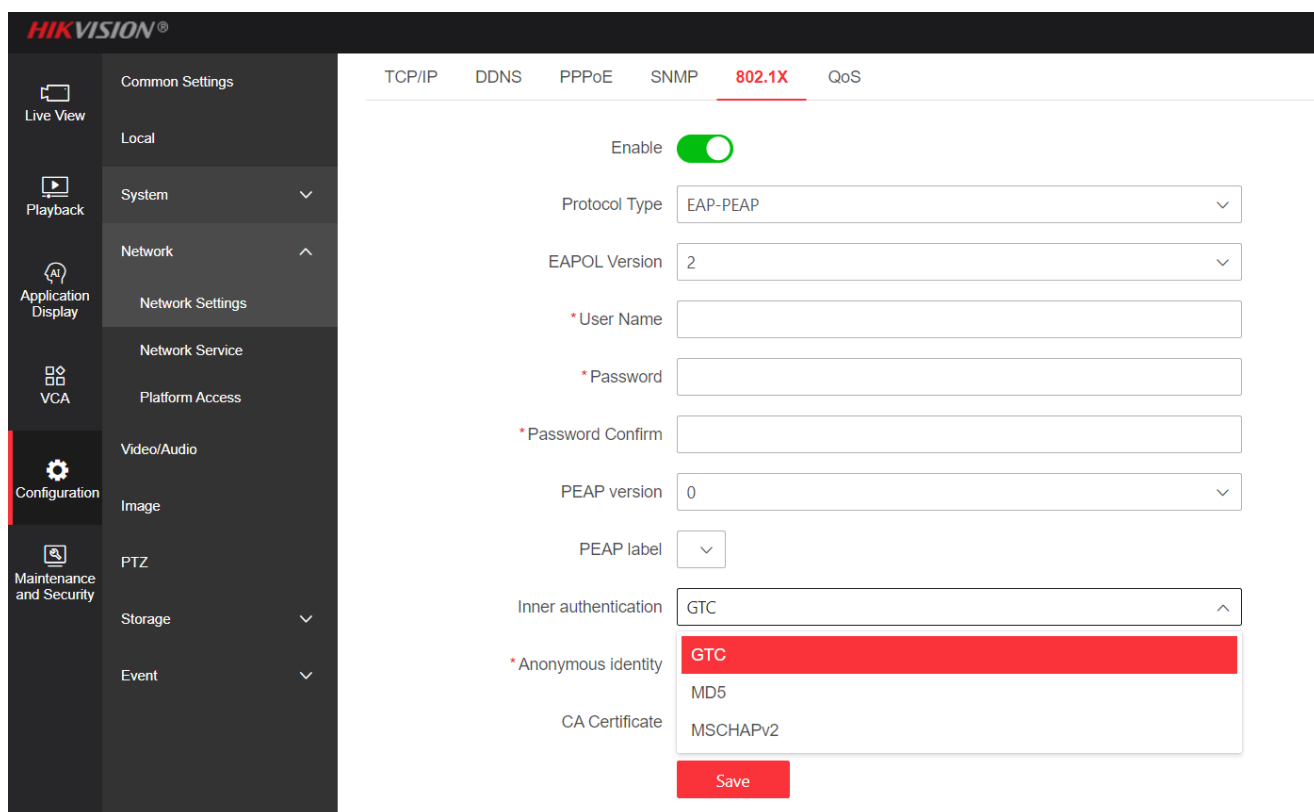 HIKVISION®
Live View
Playback
AI
Application
Display
VCA
Configuration
Maintenance
and Security
Common Settings
Local
System
Network
Network Settings
Network Service
Platform Access
Video/Audio
Image
PTZ
Storage
Event
TCP/IP DDNS PPPoE SNMP 802.1X QoS
Enable
Protocol Type EAP-PEAP
EAPOL Version 2
*User Name
*Password
*Password Confirm
PEAP version 0
PEAP label
Inner authentication GTC
GTC
*Anonymous identity
MD5
CA Certificate
MSCHAPv2
Save